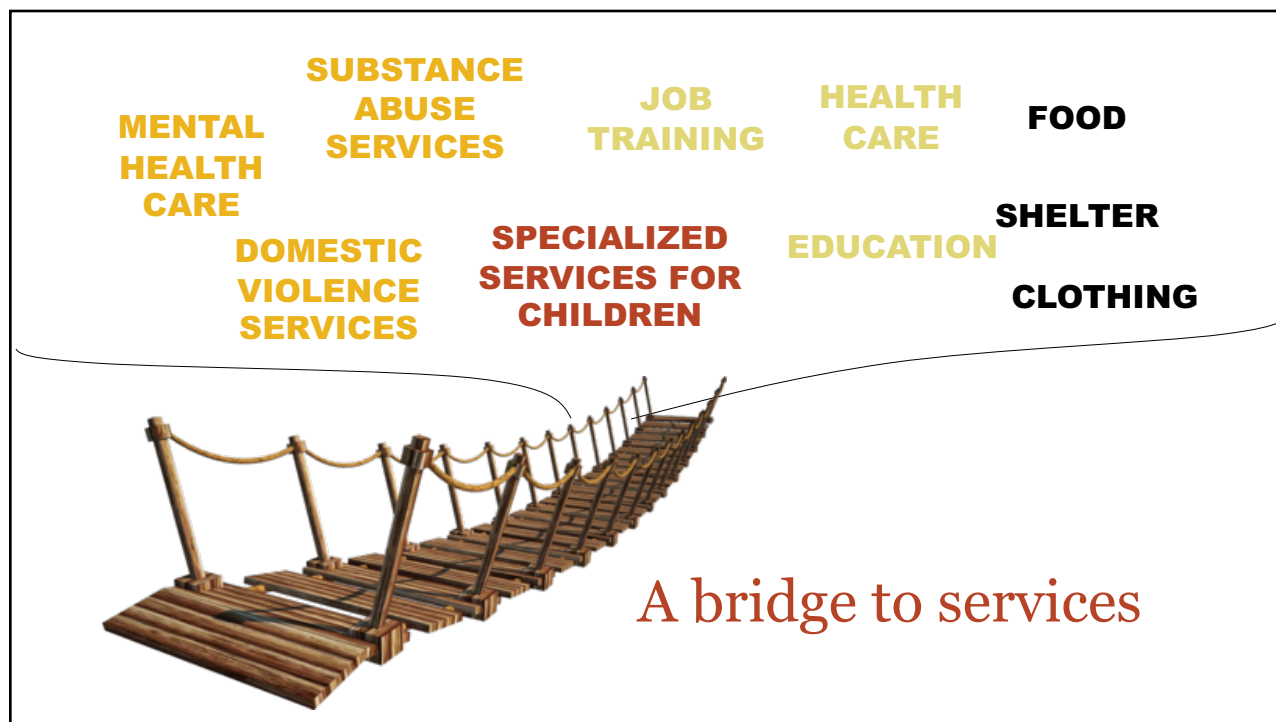 MENTAL
HEALTH
CARE
SUBSTANCE
ABUSE
SERVICES
JOB
TRAINING
HEALTH
CARE
FOOD
DOMESTIC
VIOLENCE
SERVICES
SPECIALIZED
SERVICES FOR
CHILDREN
EDUCATION
SHELTER
CLOTHING
A bridge to services